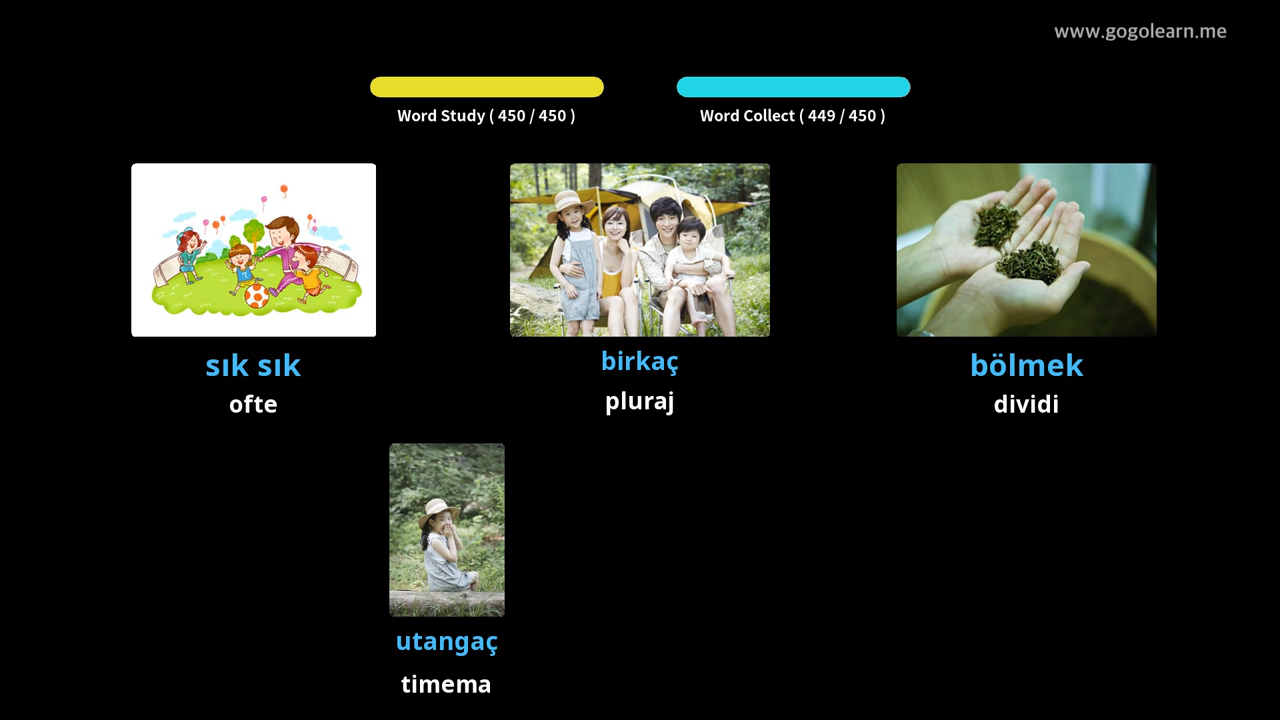 www.gogolearn.me
Word Study ( 450 / 450 )
Word Collect ( 449 / 450 )
sık sık
ofte
birkaç
pluraj
bölmek
dividi
utangaç
timema